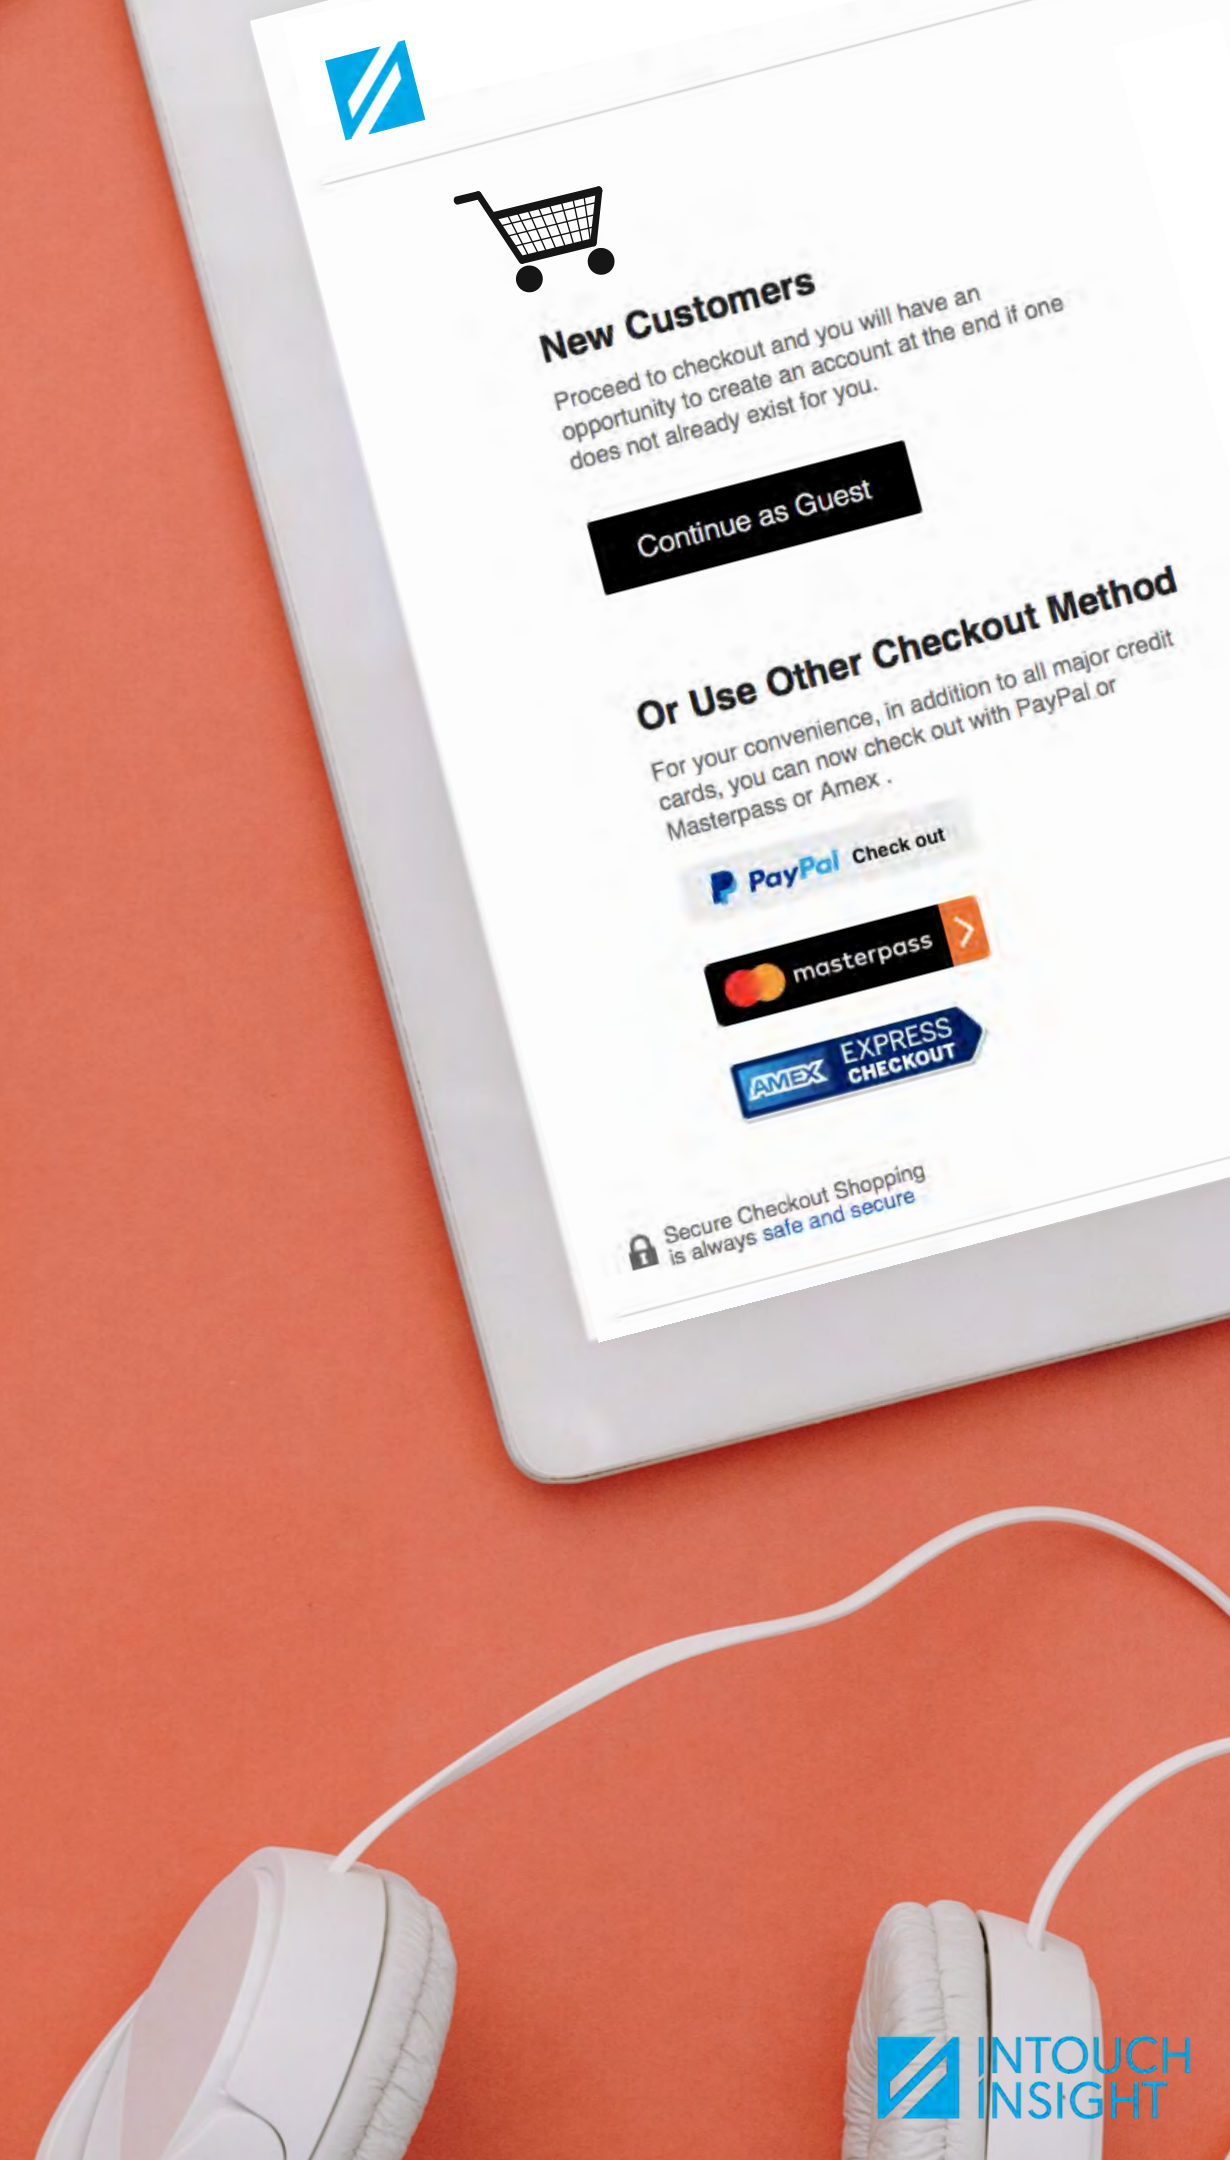 New Customers
Proceed to checkout and you will have an
opportunity to create an account at the end if one
does not already exist for you.
Continue as Guest
Or Use Other Checkout Method
For your convenience, in addition to all major credit
cards, you can now check out with PayPal or
Masterpass or Amex .
PayPal Check out
masterpass
AMEX EXPRESS
CHECKOUT
Secure Checkout Shopping
is always safe and secure
INTOUCH
INSIGHT